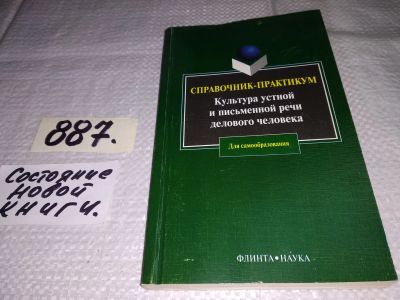 887.
Состояние
новой
книги.
СПРАВОЧНИК-ПРАКТИКУМ
Культура устной
и письменной речи
делового человека
Для самообразования
ФЛИНТА • НАУКА